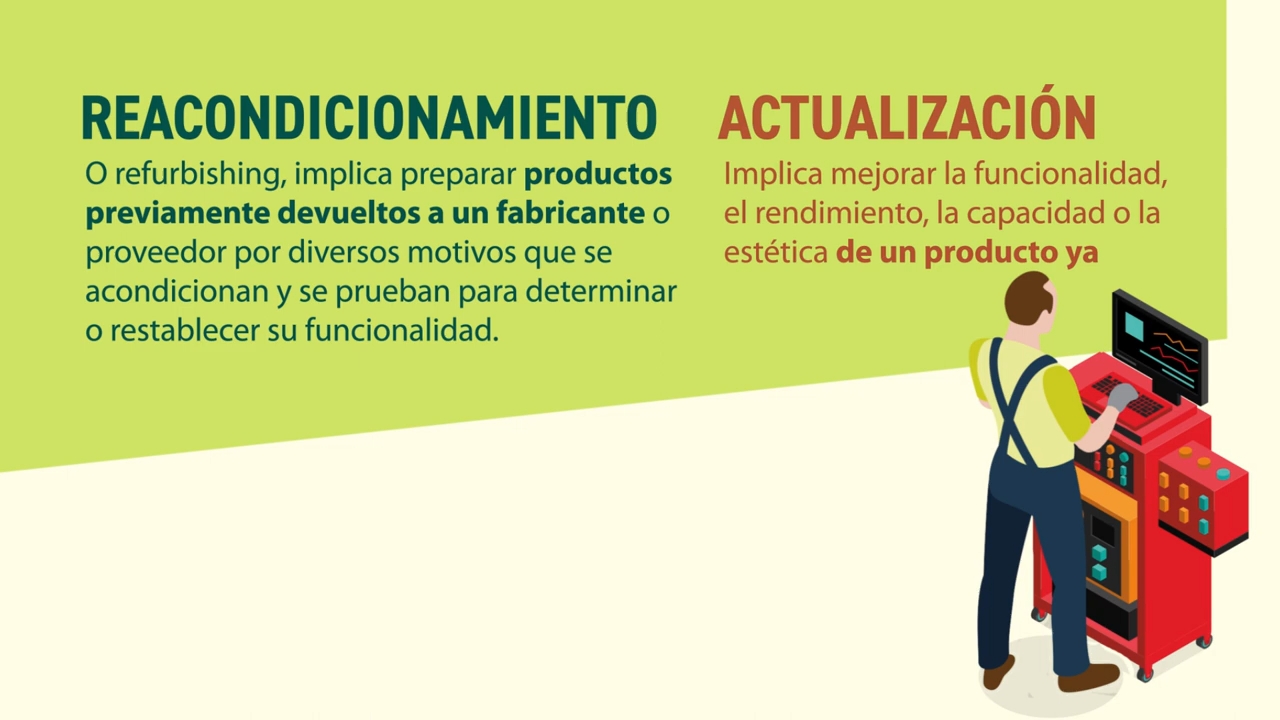 REACONDICIONAMIENTO
O refurbishing, implica preparar productos
previamente devueltos a un fabricante o
proveedor por diversos motivos que se
acondicionan y se prueban para determinar
o restablecer su funcionalidad.
ACTUALIZACIÓN
Implica mejorar la funcionalidad,
el rendimiento, la capacidad o la
estética de un producto ya